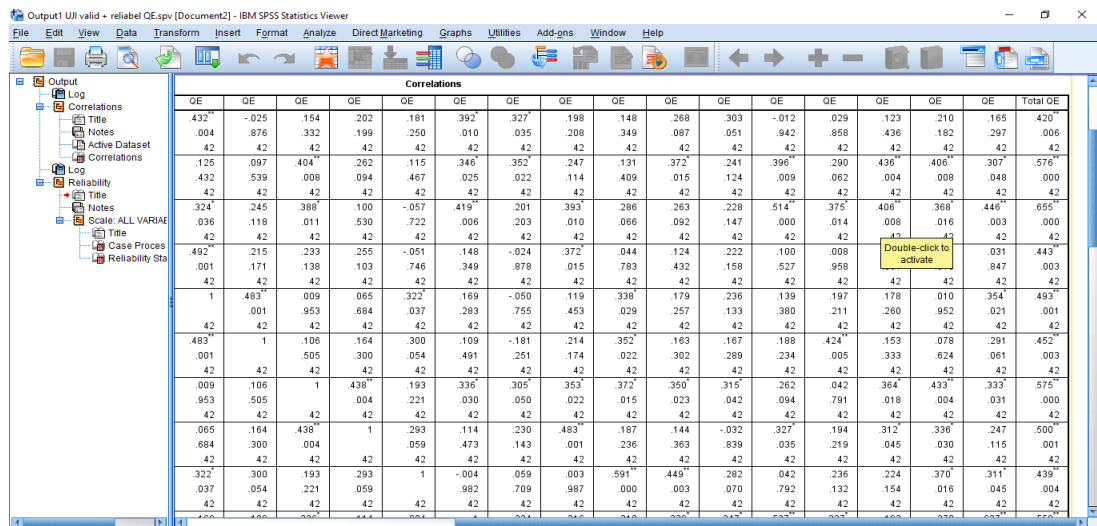 Output1 UJI valid + reliabel QE.spv [Document2] - IBM SPSS Statistics Viewer
File Edit View Data Transform Insert Format Analyze Direct Marketing Graphs Utilities Add-ons Window Help
Output
Log
Correlations
Title
Notes
Active Dataset
Correlations
Log
Reliability
Title
Notes
Scale: ALL VARIAB
Title
Case Proces
Reliability Sta
Correlations
QE QE QE QE QE QE QE QE QE QE QE QE QE QE QE QE Total QE
.432** -.025 .154 .202 .181 .392* .327* .198 .148 .268 .303 -.012 .029 .123 .210 .165 .420**
.004 .876 .332 .199 .250 .010 .035 .208 .349 .087 .051 .942 .858 .436 .182 .297 .006
42 42 42 42 42 42 42 42 42 42 42 42 42 42 42 42 42
.125 .097 .404** .262 .115 .346* .352* .247 .131 .372* .241 .396** .290 .436** .406** .307* .576**
.432 .539 .008 .094 .467 .025 .022 .114 .409 .015 .124 .009 .062 .004 .008 .048 .000
42 42 42 42 42 42 42 42 42 42 42 42 42 42 42 42 42
.324* .245 .388* .100 -.057 .419** .201 .393* .286 .263 .228 .514** .375* .406** .368* .446** .655**
.036 .118 .011 .530 .722 .006 .203 .010 .066 .092 .147 .000 .014 .008 .016 .003 .000
42 42 42 42 42 42 42 42 42 42 42 42 42 42 42 42
.492** .215 .233 .255 -.051 .148 -.024 .372* .044 .124 .222 .100 .008 .031 .443**
.001 .171 .138 .103 .746 .349 .878 .015 .783 .432 .158 .527 .958 .847 .003
42 42 42 42 42 42 42 42 42 42 42 42 42 42 42 42 42
Double-click to
activate
1 .483** .009 .065 .322* .169 -.050 .119 .338* .179 .236 .139 .197 .178 .010 .354* .493**
.001 .953 .684 .037 .283 .755 .453 .029 .257 .133 .380 .211 .260 .952 .021 .001
42 42 42 42 42 42 42 42 42 42 42 42 42 42 42 42 42
.483** 1 .106 .164 .300 .109 -.181 .214 .352* .163 .167 .188 .424** .153 .078 .291 .452**
.001 .505 .300 .054 .491 .251 .174 .022 .302 .289 .234 .005 .333 .624 .061 .003
42 42 42 42 42 42 42 42 42 42 42 42 42 42 42 42 42
.009 .106 1 .438** .193 .336* .305* .353* .372* .350* .315* .262 .042 .364* .433** .333* .575**
.953 .505 .004 .221 .030 .050 .022 .015 .023 .042 .094 .791 .018 .004 .031 .000
42 42 42 42 42 42 42 42 42 42 42 42 42 42 42 42 42
.065 .164 .438** 1 .293 .114 .230 .483** .187 .144 -.032 .327* .194 .312* .336* .247 .500**
.684 .300 .004 .059 .473 .143 .001 .236 .363 .839 .035 .219 .045 .030 .115 .001
42 42 42 42 42 42 42 42 42 42 42 42 42 42 42 42 42
.322* .300 .193 .293 1 -.004 .059 .003 .591** .449** .282 .042 .236 .224 .370* .311* .439**
.037 .054 .221 .059 .982 .709 .987 .000 .003 .070 .792 .132 .154 .016 .045 .004
42 42 42 42 42 42 42 42 42 42 42 42 42 42 42 42 42